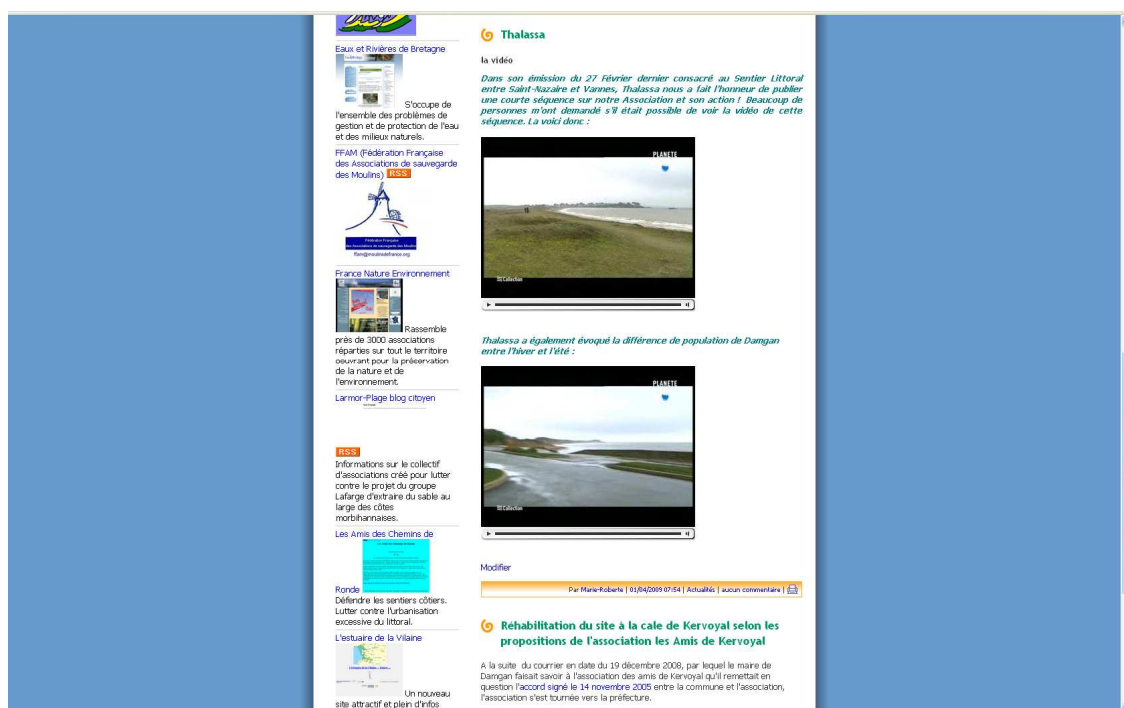 Eaux et Rivières de Bretagne
S'occupe de
l'ensemble des problèmes de
gestion et de protection de l'eau
et des milieux naturels.
FFAM (Fédération Française
des Associations de sauvegarde
des Moulins) RSS
Fédération Française
des Associations de sauvegarde des Moulins
ffam@moulinsdefrance.org
France Nature Environnement
Rassemble
près de 3000 associations
réparties sur tout le territoire
oeuvrant pour la préservation
de la nature et de
l'environnement.
Larmor-Plage blog citoyen
RSS
Informations sur le collectif
d'associations créé pour lutter
contre le projet du groupe
Lafarge d'extraire du sable au
large des côtes
morbihannaises.
Les Amis des Chemins de
Ronde
Défendre les sentiers côtiers.
Lutter contre l'urbanisation
excessive du littoral.
L'estuaire de la Vilaine
Un nouveau
site attractif et plein d'infos
Thalassa
la vidéo
Dans son émission du 27 Février dernier consacré au Sentier Littoral
entre Saint-Nazaire et Vannes, Thalassa nous a fait l'honneur de publier
une courte séquence sur notre Association et son action ! Beaucoup de
personnes m'ont demandé s'il était possible de voir la vidéo de cette
séquence. La voici donc :
PLANETE
Collection
Thalassa a également évoqué la différence de population de Damgan
entre l'hiver et l'été :
PLANETE
Collection
Modifier
Par Marie-Roberte | 01/04/2009 07:54 | Actualités | aucun commentaire |
Réhabilitation du site à la cale de Kervoyal selon les
propositions de l'association les Amis de Kervoyal
A la suite du courrier en date du 19 décembre 2008, par lequel le maire de
Damgan faisait savoir à l'association des amis de Kervoyal qu'il remettait en
question l'accord signé le 14 novembre 2005 entre la commune et l'association,
l'association s'est tournée vers la préfecture.